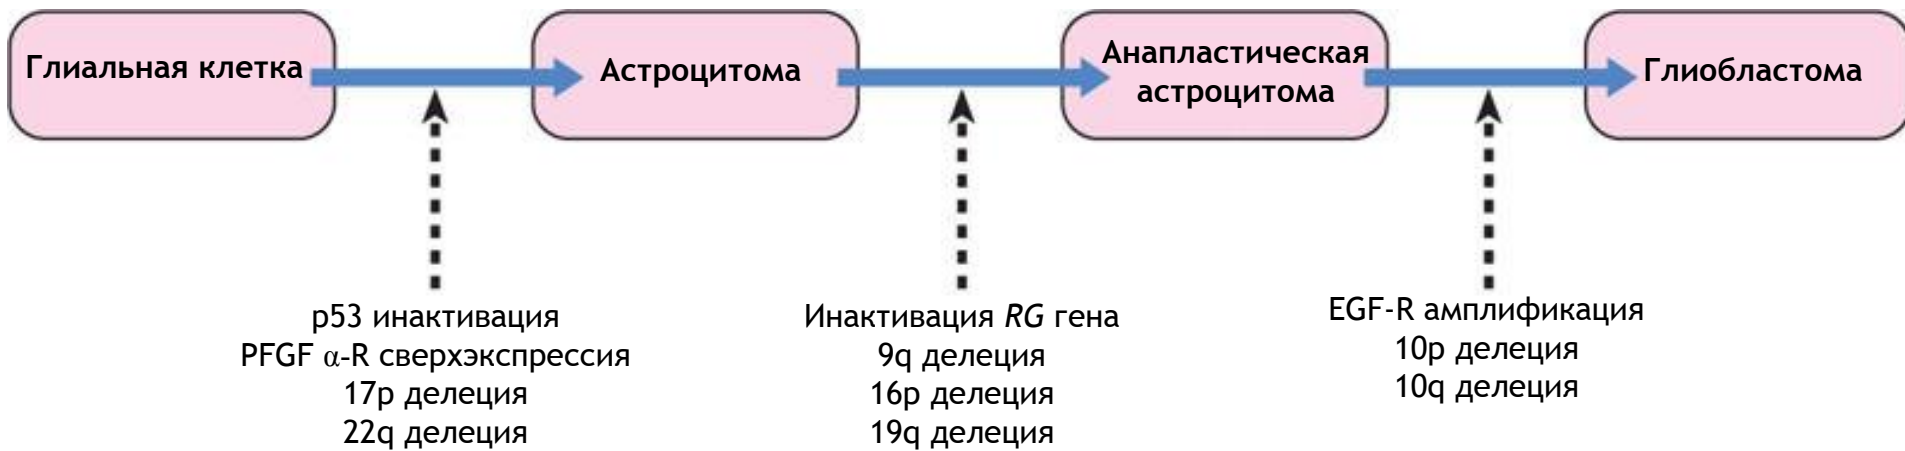 Глиальная клетка
Астроцитома
Анапластическая
астроцитома
Глиобластома
p53 инактивация
PFGF α-R сверхэкспрессия
17p делеция
22q делеция
Инактивация RG гена
9q делеция
16p делеция
19q делеция
EGF-R амплификация
10p делеция
10q делеция